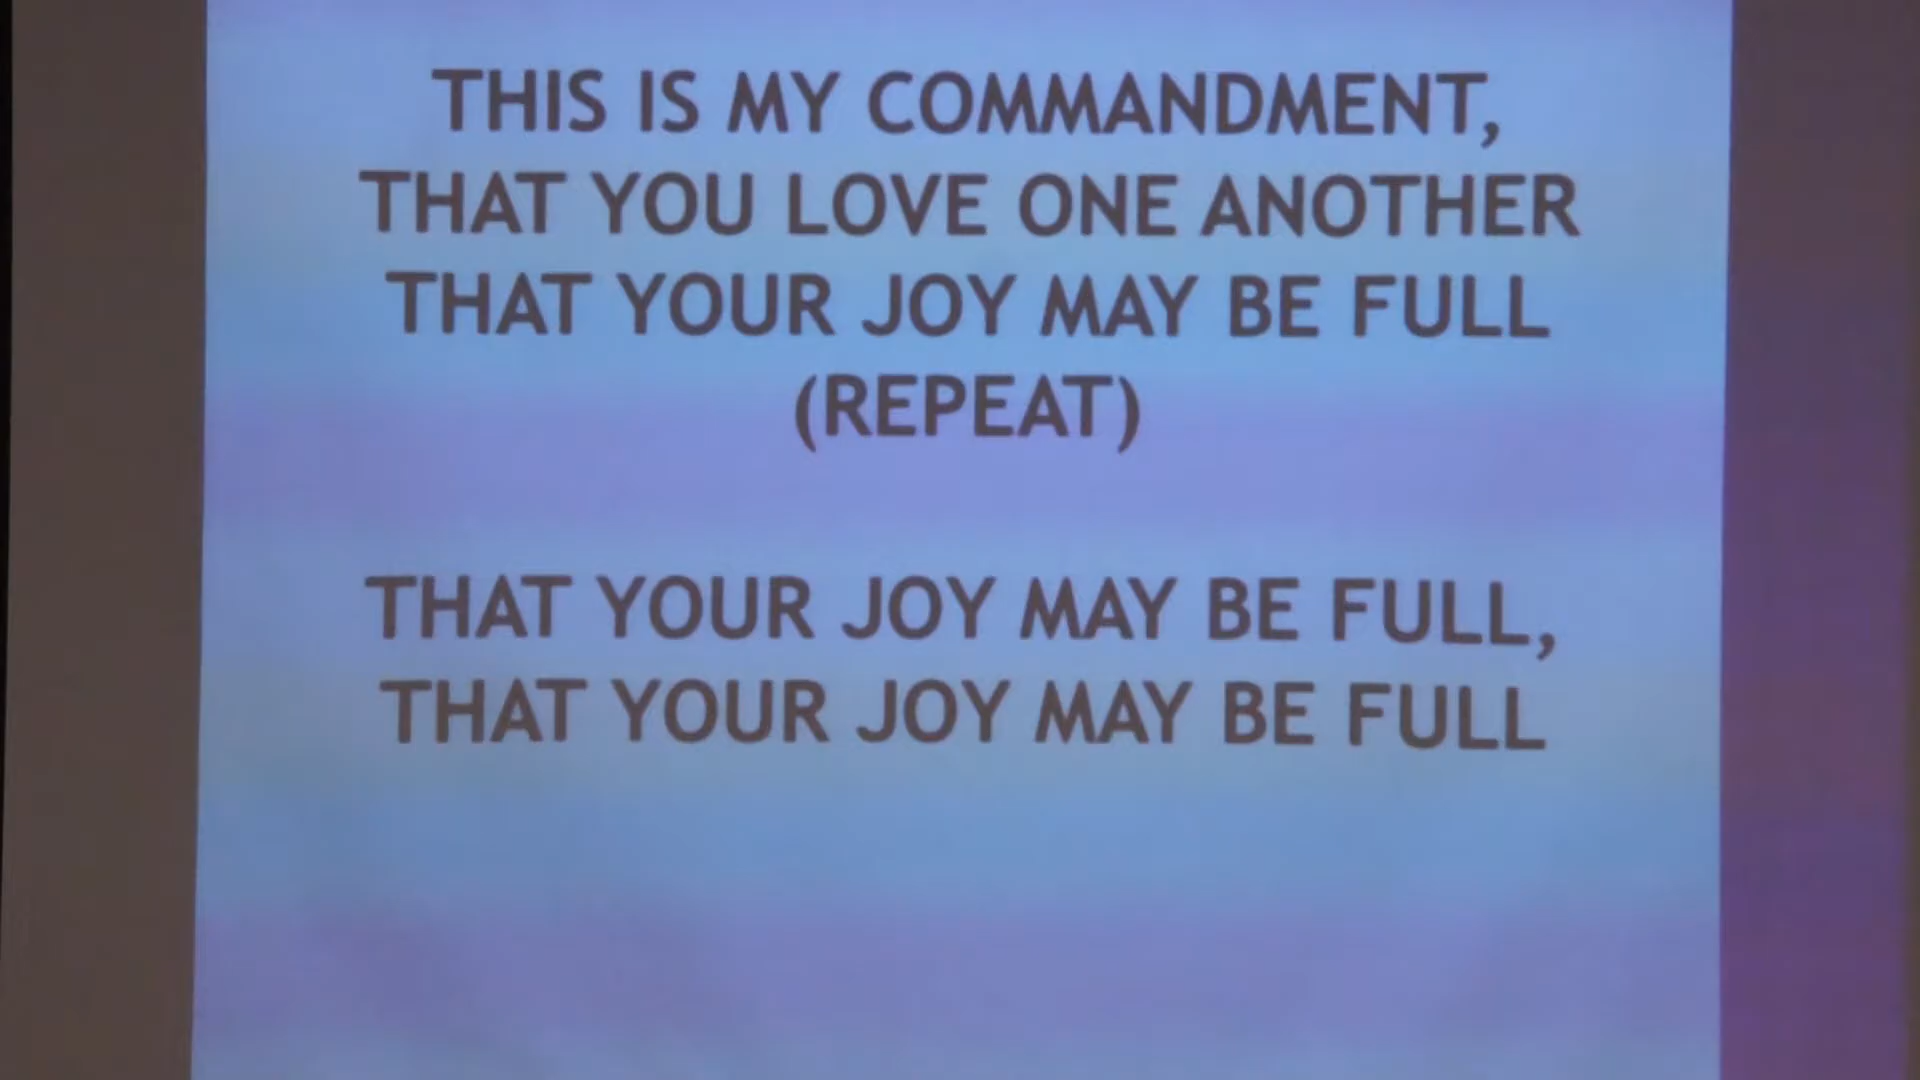 THIS IS MY COMMANDMENT,
THAT YOU LOVE ONE ANOTHER
THAT YOUR JOY MAY BE FULL
(REPEAT)
THAT YOUR JOY MAY BE FULL,
THAT YOUR JOY MAY BE FULL